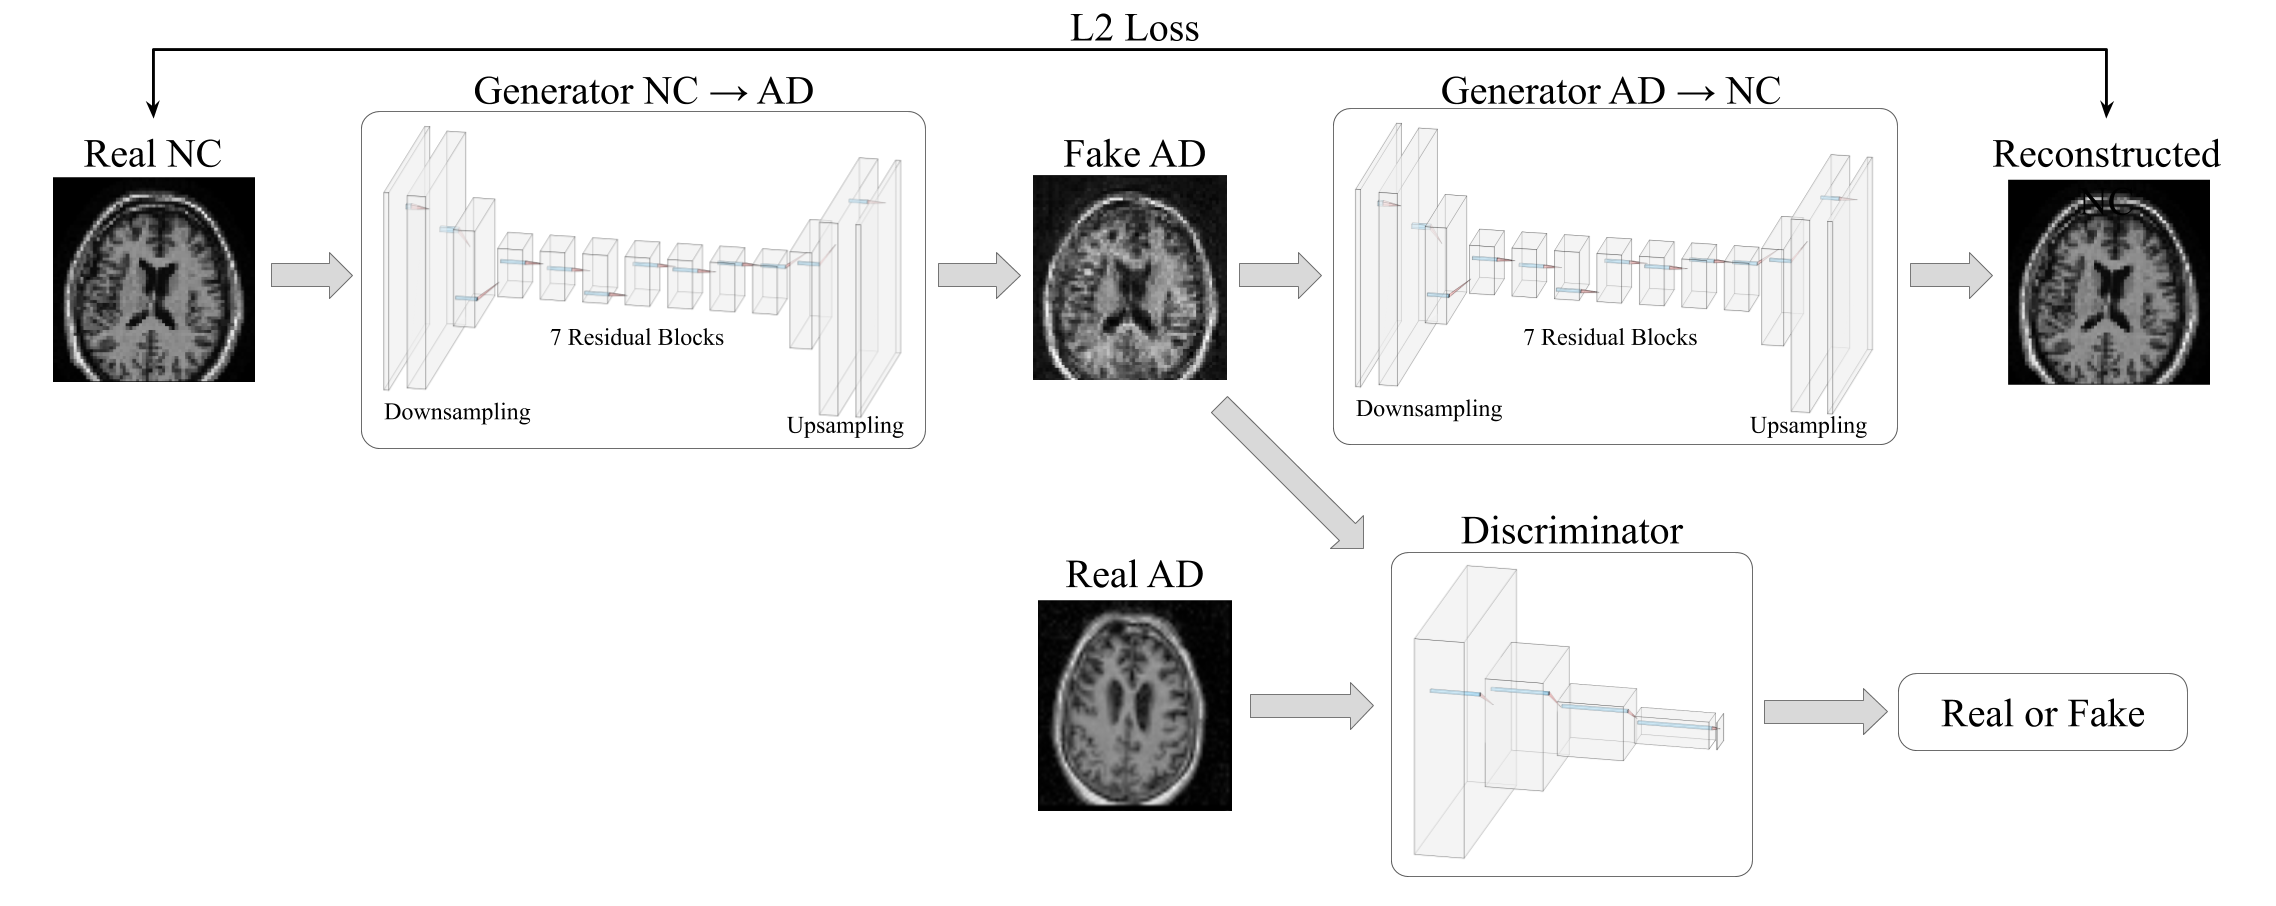 L2 Loss
Generator NC → AD
Generator AD → NC
Real NC
Fake AD
Reconstructed
NC
7 Residual Blocks
7 Residual Blocks
Downsampling
Upsampling
Downsampling
Upsampling
Discriminator
Real AD
Real or Fake